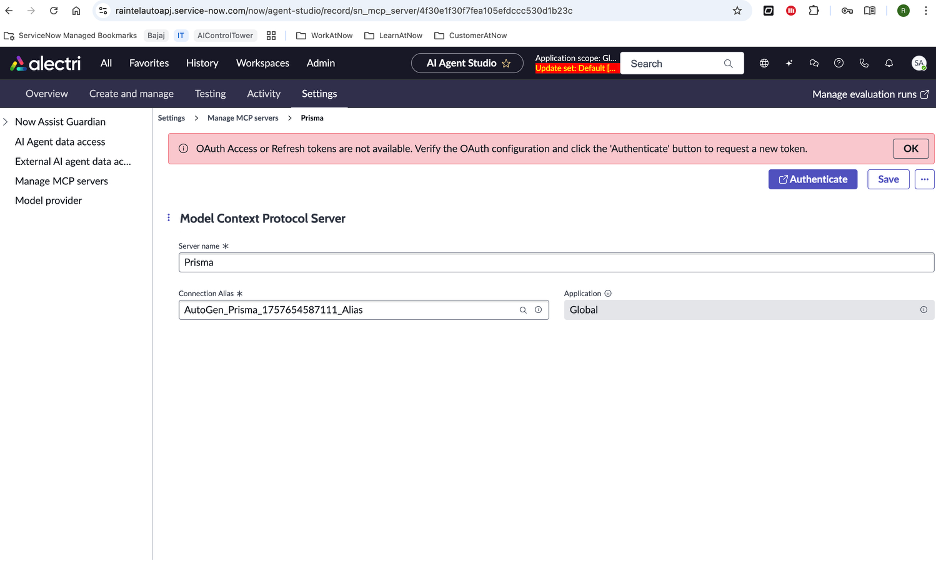 raintelautoapj.service-now.com/now/agent-studio/record/sn_mcp_server/4f30e1f30f7fea105efdccc530d1b23c
R
ServiceNow Managed Bookmarks Bajaj IT AIControlTower WorkAtNow LearnAtNow CustomerAtNow
alectri All Favorites History Workspaces Admin AI Agent Studio Application scope: Gl... Search SA
Update set: Default [...
Overview Create and manage Testing Activity Settings Manage evaluation runs
Now Assist Guardian
AI Agent data access
External AI agent data ac...
Manage MCP servers
Model provider
Settings > Manage MCP servers > Prisma
OAuth Access or Refresh tokens are not available. Verify the OAuth configuration and click the 'Authenticate' button to request a new token. OK
Authenticate Save ...
Model Context Protocol Server
Server name *
Prisma
Connection Alias * Application
AutoGen_Prisma_1757654587111_Alias Global